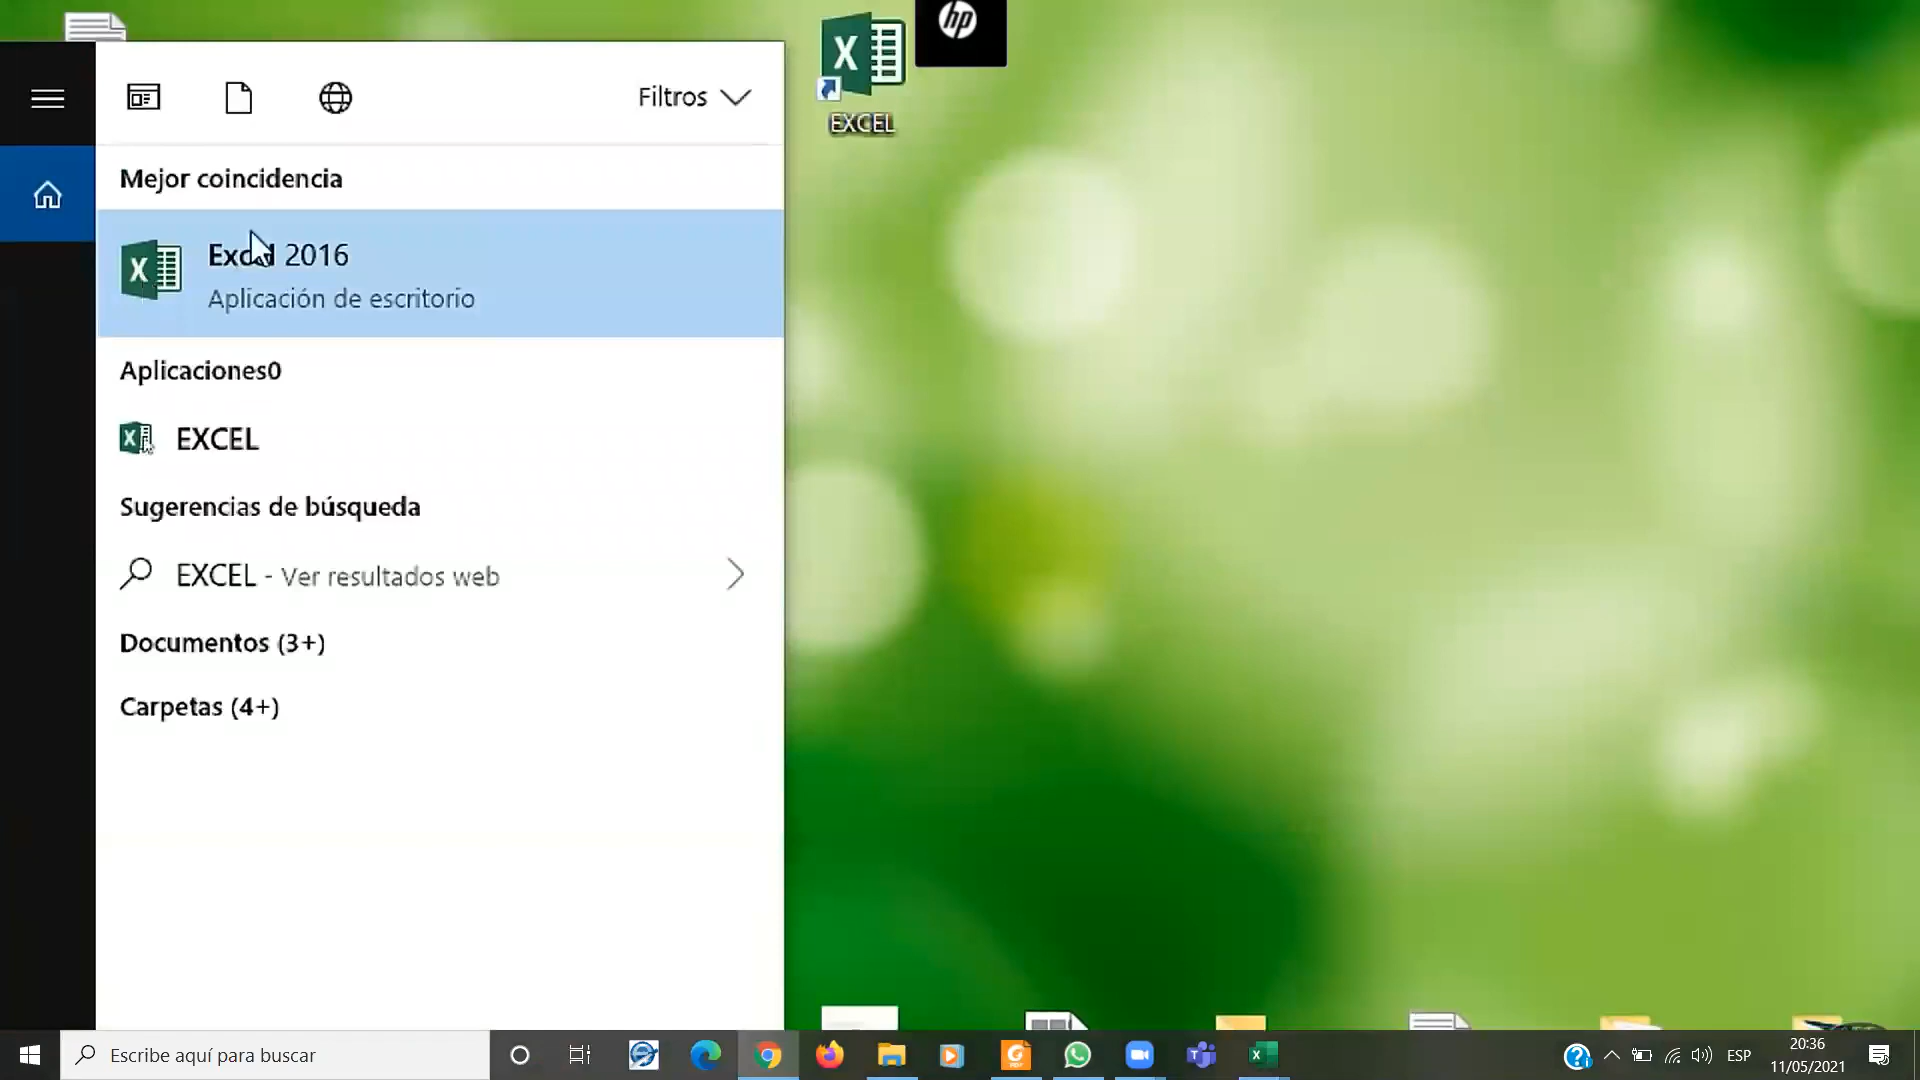 Filtros
Mejor coincidencia
Excel 2016
Aplicación de escritorio
Aplicaciones0
EXCEL
Sugerencias de búsqueda
EXCEL - Ver resultados web
Documentos (3+)
Carpetas (4+)
EXCEL
hp
Escribe aquí para buscar
ESP
20:36
11/05/2021